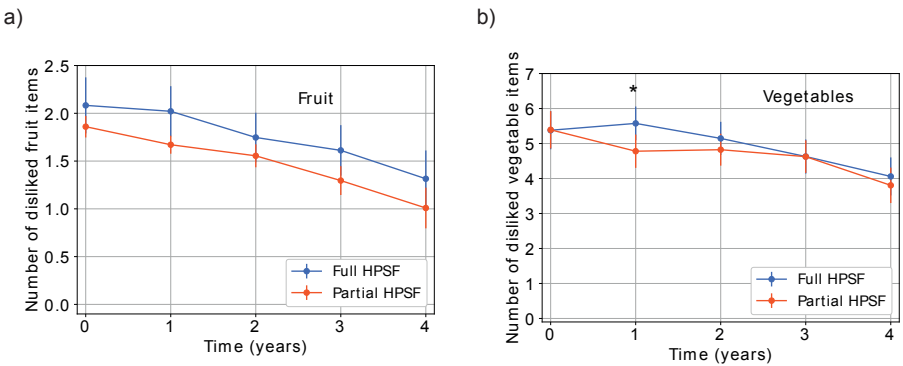 a)
b)
Number of disliked fruit items
2.5
2.0
1.5
1.0
0.5
0.0
Fruit
Full HPSF
Partial HPSF
0 1 2 3 4
Time (years)
Number of disliked vegetable items
7
6
5
4
3
2
1
0
*
Vegetables
Full HPSF
Partial HPSF
0 1 2 3 4
Time (years)